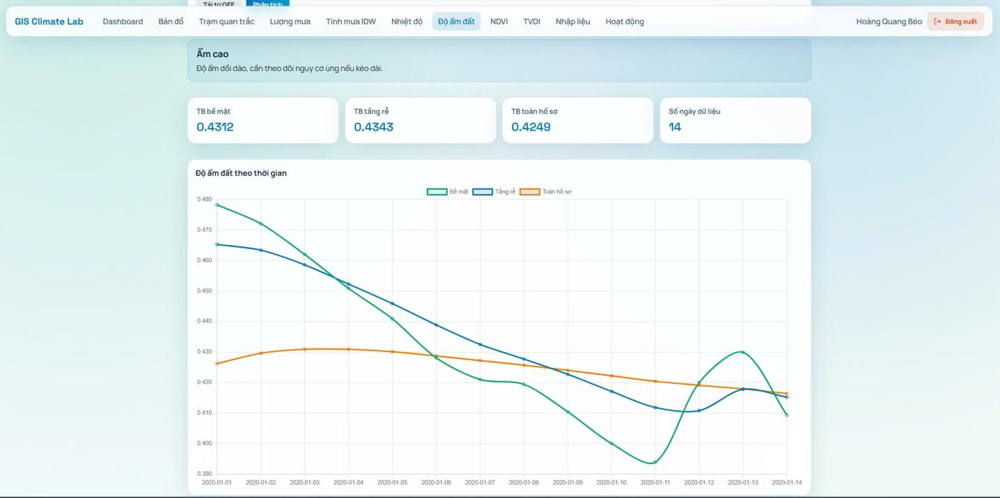 Tải từ GEE Phân tích
GIS Climate Lab Dashboard Bản đồ Trạm quan trắc Lượng mưa Tính mưa IDW Nhiệt độ Độ ẩm đất NDVI TVDI Nhập liệu Hoạt động Hoàng Quang Béo Đăng xuất
Ẩm cao
Độ ẩm dồi dào, cần theo dõi nguy cơ úng nếu kéo dài.
TB bề mặt TB tầng rễ TB toàn hồ sơ Số ngày dữ liệu
0.4312 0.4343 0.4249 14
Độ ẩm đất theo thời gian
Bề mặt Tầng rễ Toàn hồ sơ
0.480
0.470
0.460
0.450
0.440
0.430
0.420
0.410
0.400
0.390
2020-01-01 2020-01-02 2020-01-03 2020-01-04 2020-01-05 2020-01-06 2020-01-07 2020-01-08 2020-01-09 2020-01-10 2020-01-11 2020-01-12 2020-01-13 2020-01-14